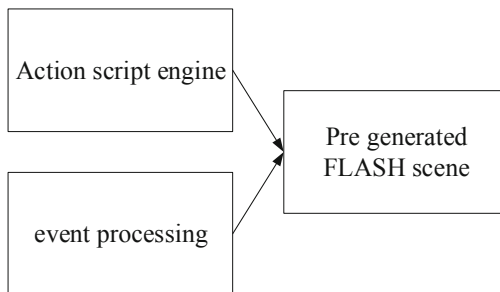 Action script engine
Pre generated
FLASH scene
event processing